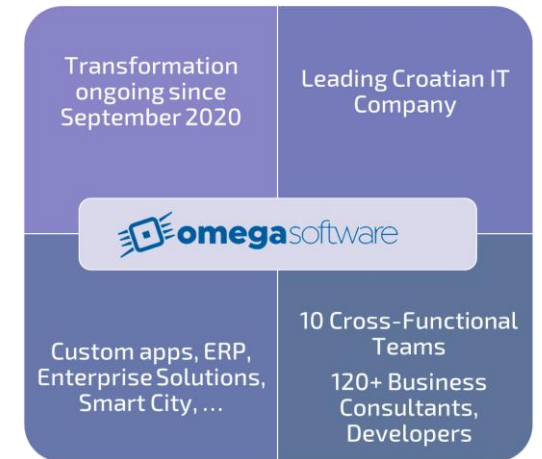 Transformation
ongoing since
September 2020
Leading Croatian IT
Company
omegasoftware
Custom apps, ERP,
Enterprise Solutions,
Smart City, ...
10 Cross-Functional
Teams
120+ Business
Consultants,
Developers